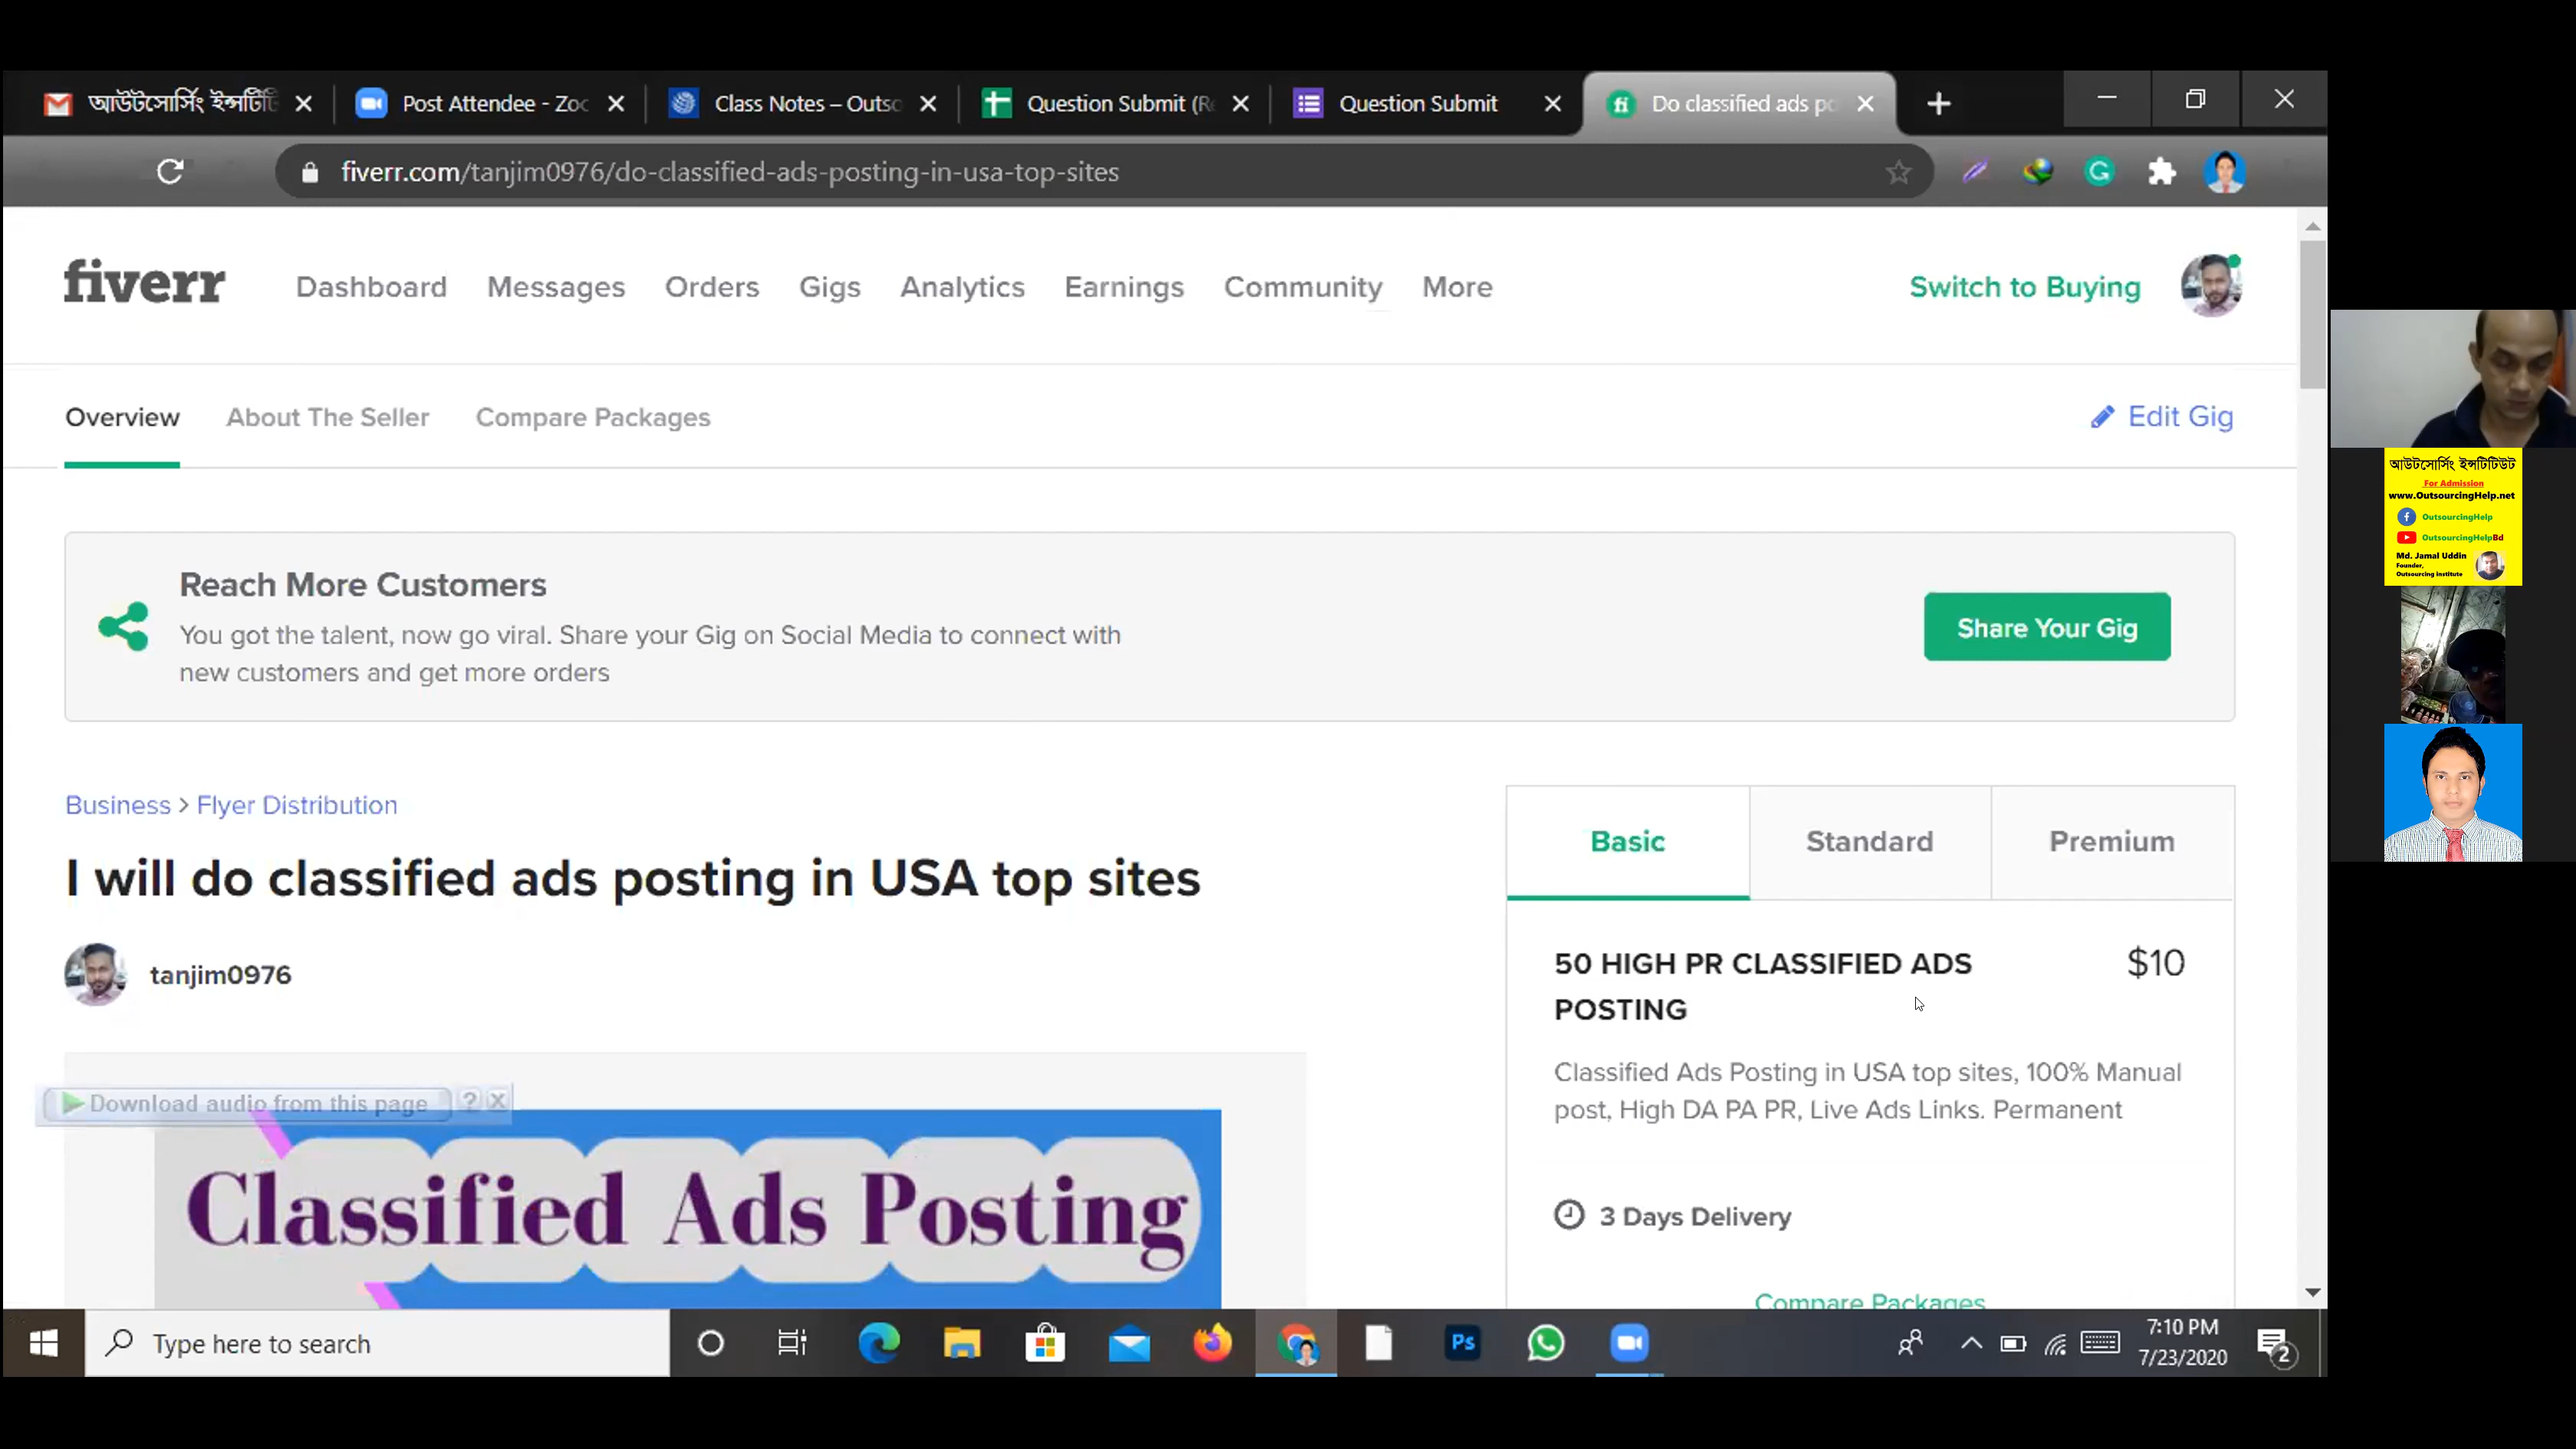 আউটসোর্সিং ইন্সটিটি
Post Attendee - Zoo
Class Notes – Outso
Question Submit (Re
Question Submit
Do classified ads po
fiverr.com/tanjim0976/do-classified-ads-posting-in-usa-top-sites
fiverr
Dashboard
Messages
Orders
Gigs
Analytics
Earnings
Community
More
Switch to Buying
Overview
About The Seller
Compare Packages
Edit Gig
Reach More Customers
You got the talent, now go viral. Share your Gig on Social Media to connect with
new customers and get more orders
Share Your Gig
Business > Flyer Distribution
I will do classified ads posting in USA top sites
tanjim0976
Download audio from this page
Classified Ads Posting
Basic
Standard
Premium
50 HIGH PR CLASSIFIED ADS
POSTING
$10
Classified Ads Posting in USA top sites, 100% Manual
post, High DA PA PR, Live Ads Links. Permanent
3 Days Delivery
Compare Packages
Type here to search
Ps
7:10 PM
7/23/2020
2
আউটসোর্সিং ইন্সটিটিউট
For Admission
www.OutsourcingHelp.net
OutsourcingHelp
OutsourcingHelpBd
Md. Jamal Uddin
Founder,
Outsourcing Institute